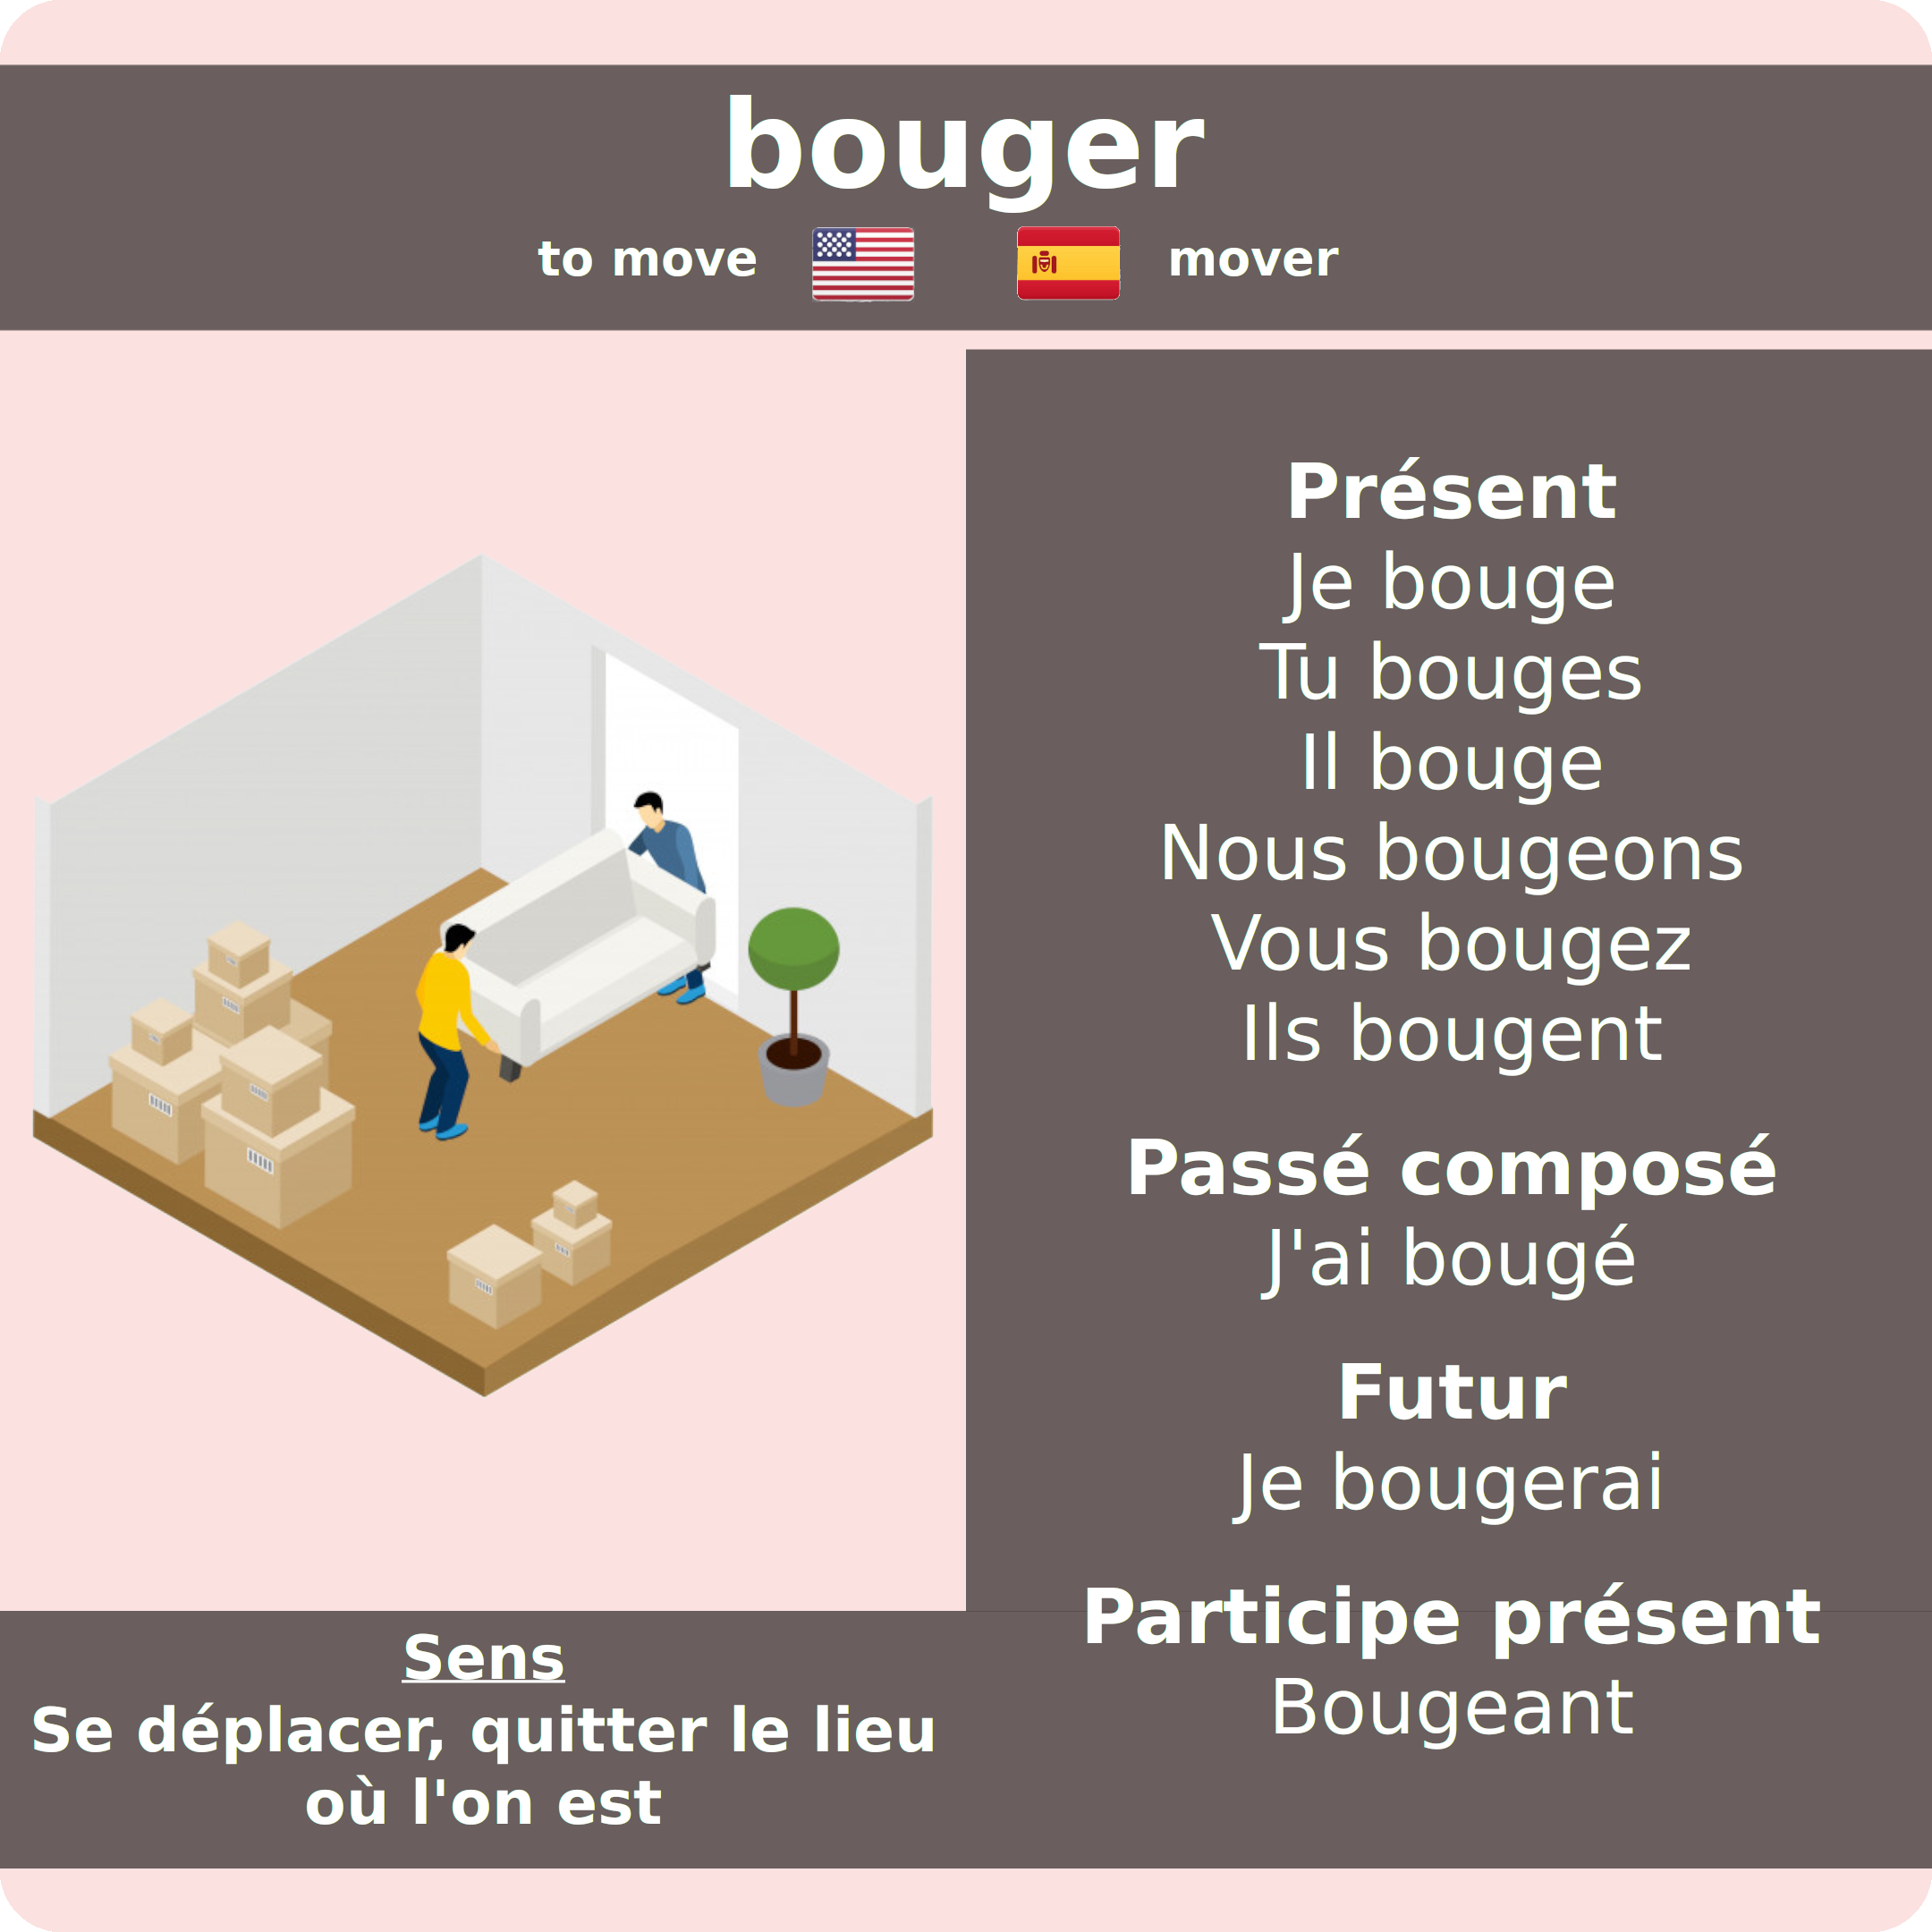 bouger
to move mover
Présent
Je bouge
Tu bouges
Il bouge
Nous bougeons
Vous bougez
Ils bougent
Passé composé
J'ai bougé
Futur
Je bougerai
Participe présent
Bougeant
Sens
Se déplacer, quitter le lieu
où l'on est